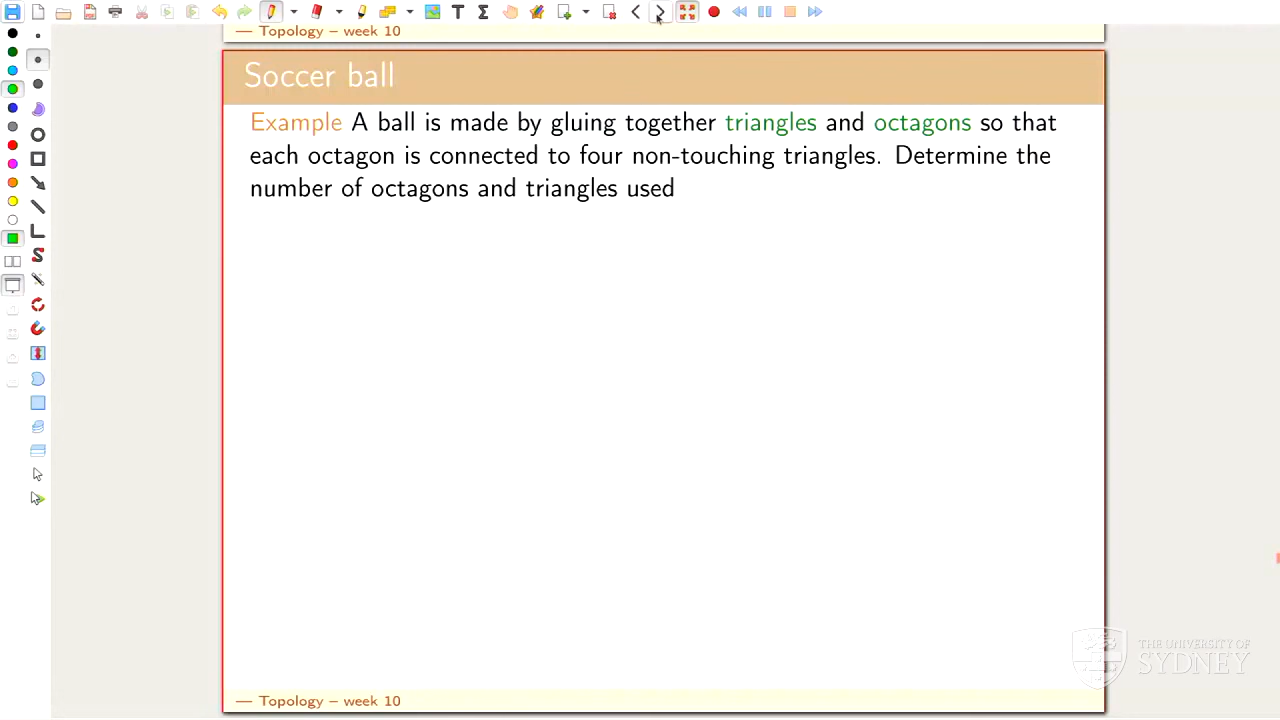 — Topology – week 10
Soccer ball
Example A ball is made by gluing together triangles and octagons so that
each octagon is connected to four non-touching triangles. Determine the
number of octagons and triangles used
THE UNIVERSITY OF
SYDNEY
— Topology – week 10